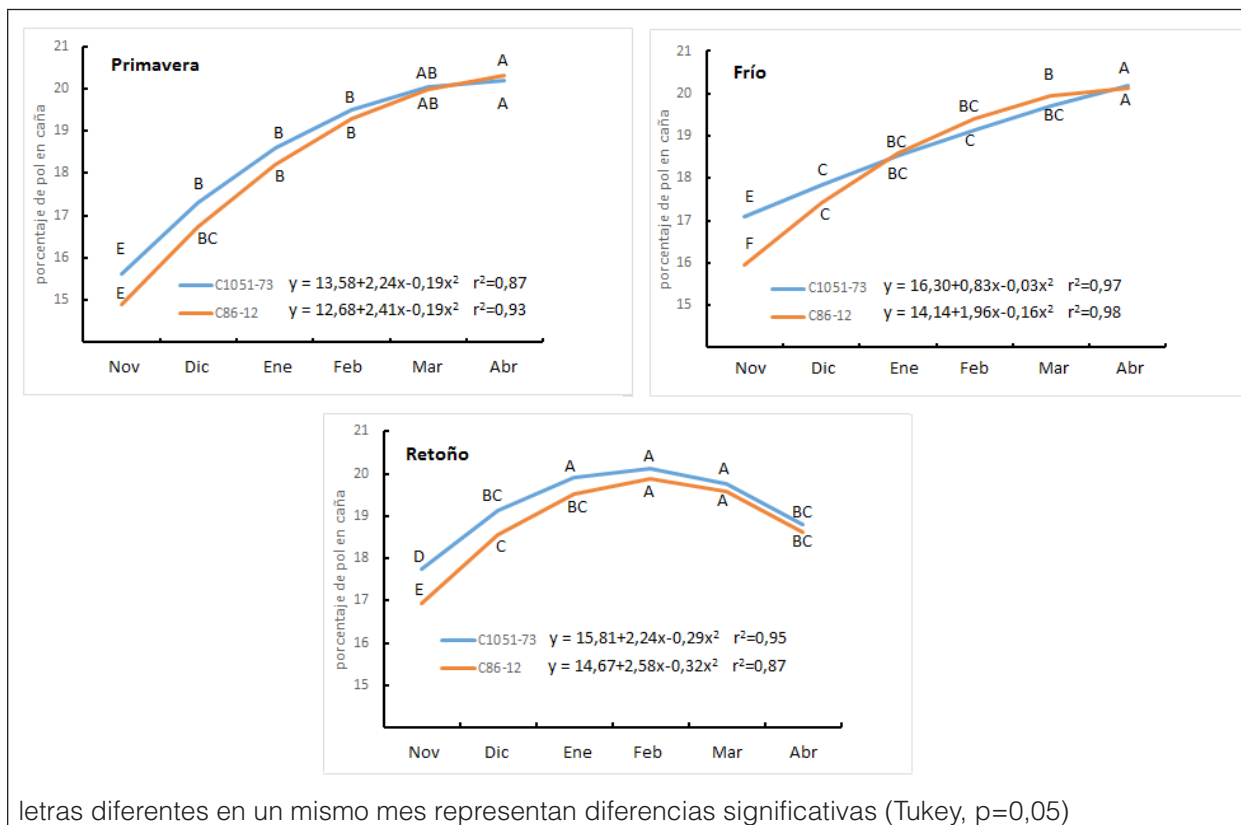 Primavera
porcentaje de pol en caña
21
20
19
18
17
16
15
E
B
B
B
AB
A
E
BC
B
B
AB
A
C1051-73 y = 13,58+2,24x-0,19x² r²=0,87
C86-12 y = 12,68+2,41x-0,19x² r²=0,93
Nov Dic Ene Feb Mar Abr
Frío
porcentaje de pol en caña
21
20
19
18
17
16
15
E
C
BC
BC
B
A
F
C
BC
C
BC
A
C1051-73 y = 16,30+0,83x-0,03x² r²=0,97
C86-12 y = 14,14+1,96x-0,16x² r²=0,98
Nov Dic Ene Feb Mar Abr
Retoño
porcentaje de pol en caña
21
20
19
18
17
16
15
D
BC
A
A
A
BC
E
C
BC
A
A
BC
C1051-73 y = 15,81+2,24x-0,29x² r²=0,95
C86-12 y = 14,67+2,58x-0,32x² r²=0,87
Nov Dic Ene Feb Mar Abr
letras diferentes en un mismo mes representan diferencias significativas (Tukey, p=0,05)